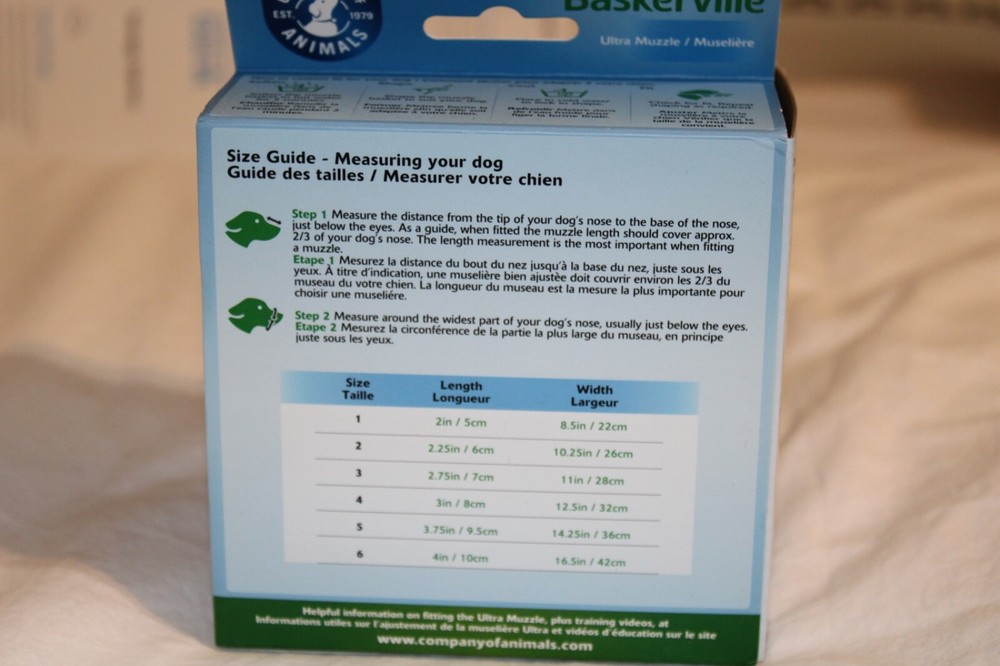 EST. 1979
ANIMALS
Baskerville
Ultra Muzzle / Muselière
Size Guide - Measuring your dog
Guide des tailles / Measurer votre chien
Step 1 Measure the distance from the tip of your dog's nose to the base of the nose,
just below the eyes. As a guide, when fitted the muzzle length should cover approx.
2/3 of your dog's nose. The length measurement is the most important when fitting
a muzzle.
Etape 1 Mesurez la distance du bout du nez jusqu'à la base du nez, juste sous les
yeux. À titre d'indication, une muselière bien ajustée doit couvrir environ les 2/3 du
museau du votre chien. La longueur du museau est la mesure la plus importante pour
choisir une muselière.
Step 2 Measure around the widest part of your dog's nose, usually just below the eyes.
Etape 2 Mesurez la circonférence de la partie la plus large du museau, en principe
juste sous les yeux.
Size Length Width
Taille Longueur Largeur
1 2in / 5cm 8.5in / 22cm
2 2.25in / 6cm 10.25in / 26cm
3 2.75in / 7cm 11in / 28cm
4 3in / 8cm 12.5in / 32cm
5 3.75in / 9.5cm 14.25in / 36cm
6 4in / 10cm 16.5in / 42cm
Helpful information on fitting the Ultra Muzzle, plus training videos, at
Informations utiles sur l'ajustement de la muselière Ultra et vidéos d'éducation sur le site
www.companyofanimals.com